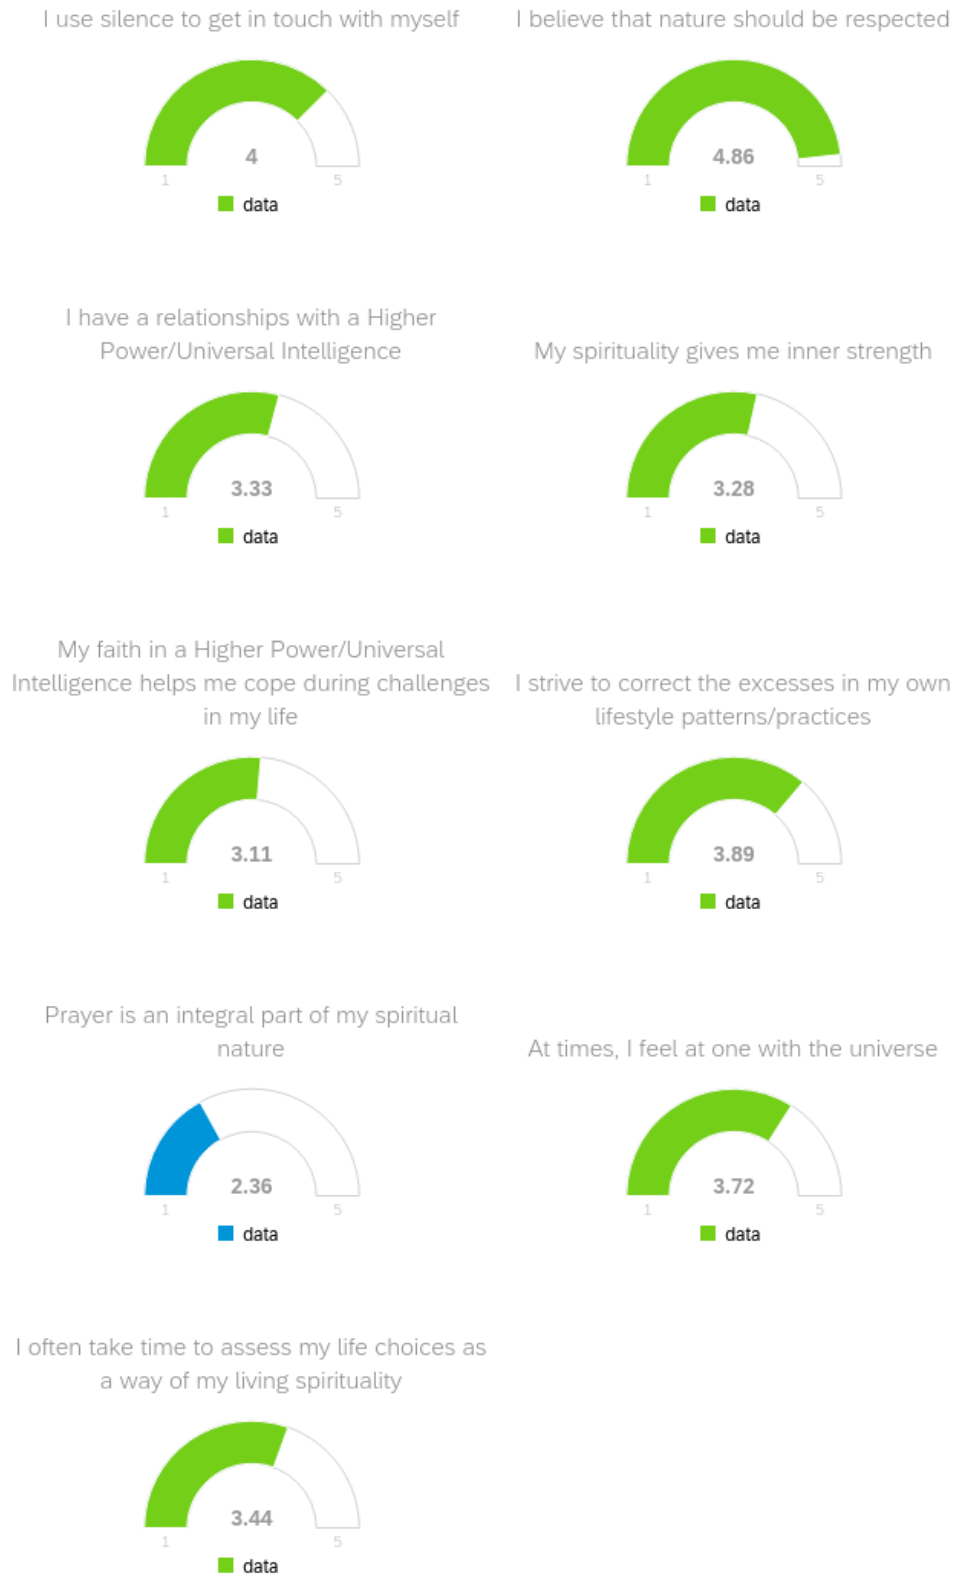 I use silence to get in touch with myself
4
1
5
data
I believe that nature should be respected
4.86
1
5
data
I have a relationships with a Higher
Power/Universal Intelligence
3.33
1
5
data
My spirituality gives me inner strength
3.28
1
5
data
My faith in a Higher Power/Universal
Intelligence helps me cope during challenges
in my life
3.11
1
5
data
I strive to correct the excesses in my own
lifestyle patterns/practices
3.89
1
5
data
Prayer is an integral part of my spiritual
nature
2.36
1
5
data
At times, I feel at one with the universe
3.72
1
5
data
I often take time to assess my life choices as
a way of my living spirituality
3.44
1
5
data